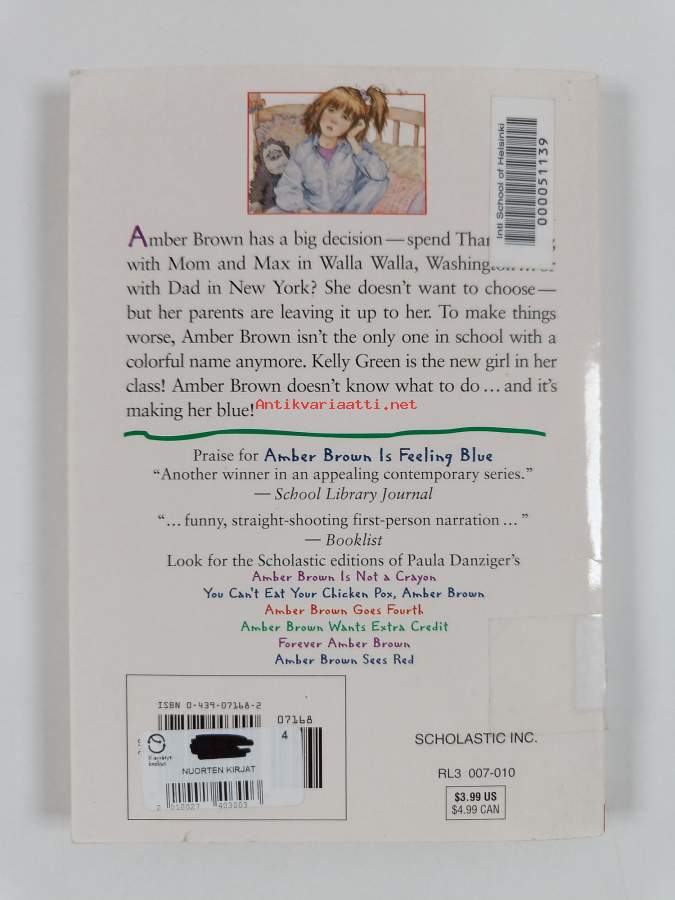 Intl School of Helsinki
000051139
Amber Brown has a big decision — spend
with Mom and Max in Walla Walla,
with Dad in New York? She doesn't want to choose —
but her parents are leaving it up to her. To make things
worse, Amber Brown isn't the only one in school with a
colorful name anymore. Kelly Green is the new girl in her
class! Amber Brown doesn't know what to do ... and it's
making her blue!
Antikvariaatti.net
Praise for Amber Brown Is Feeling Blue
“Another winner in an appealing contemporary series.”
— School Library Journal
“... funny, straight-shooting first-person narration ... ”
— Booklist
Look for the Scholastic editions of Paula Danziger's
Amber Brown Is Not a Crayon
You Can't Eat Your Chicken Pox, Amber Brown
Amber Brown Goes Fourth
Amber Brown Wants Extra Credit
Forever Amber Brown
Amber Brown Sees Red
ISBN 0-439-07168-2
07168
4
NUORTEN KIRJAT
2 010027 403003
SCHOLASTIC INC.
RL3 007-010
$3.99 US
$4.99 CAN